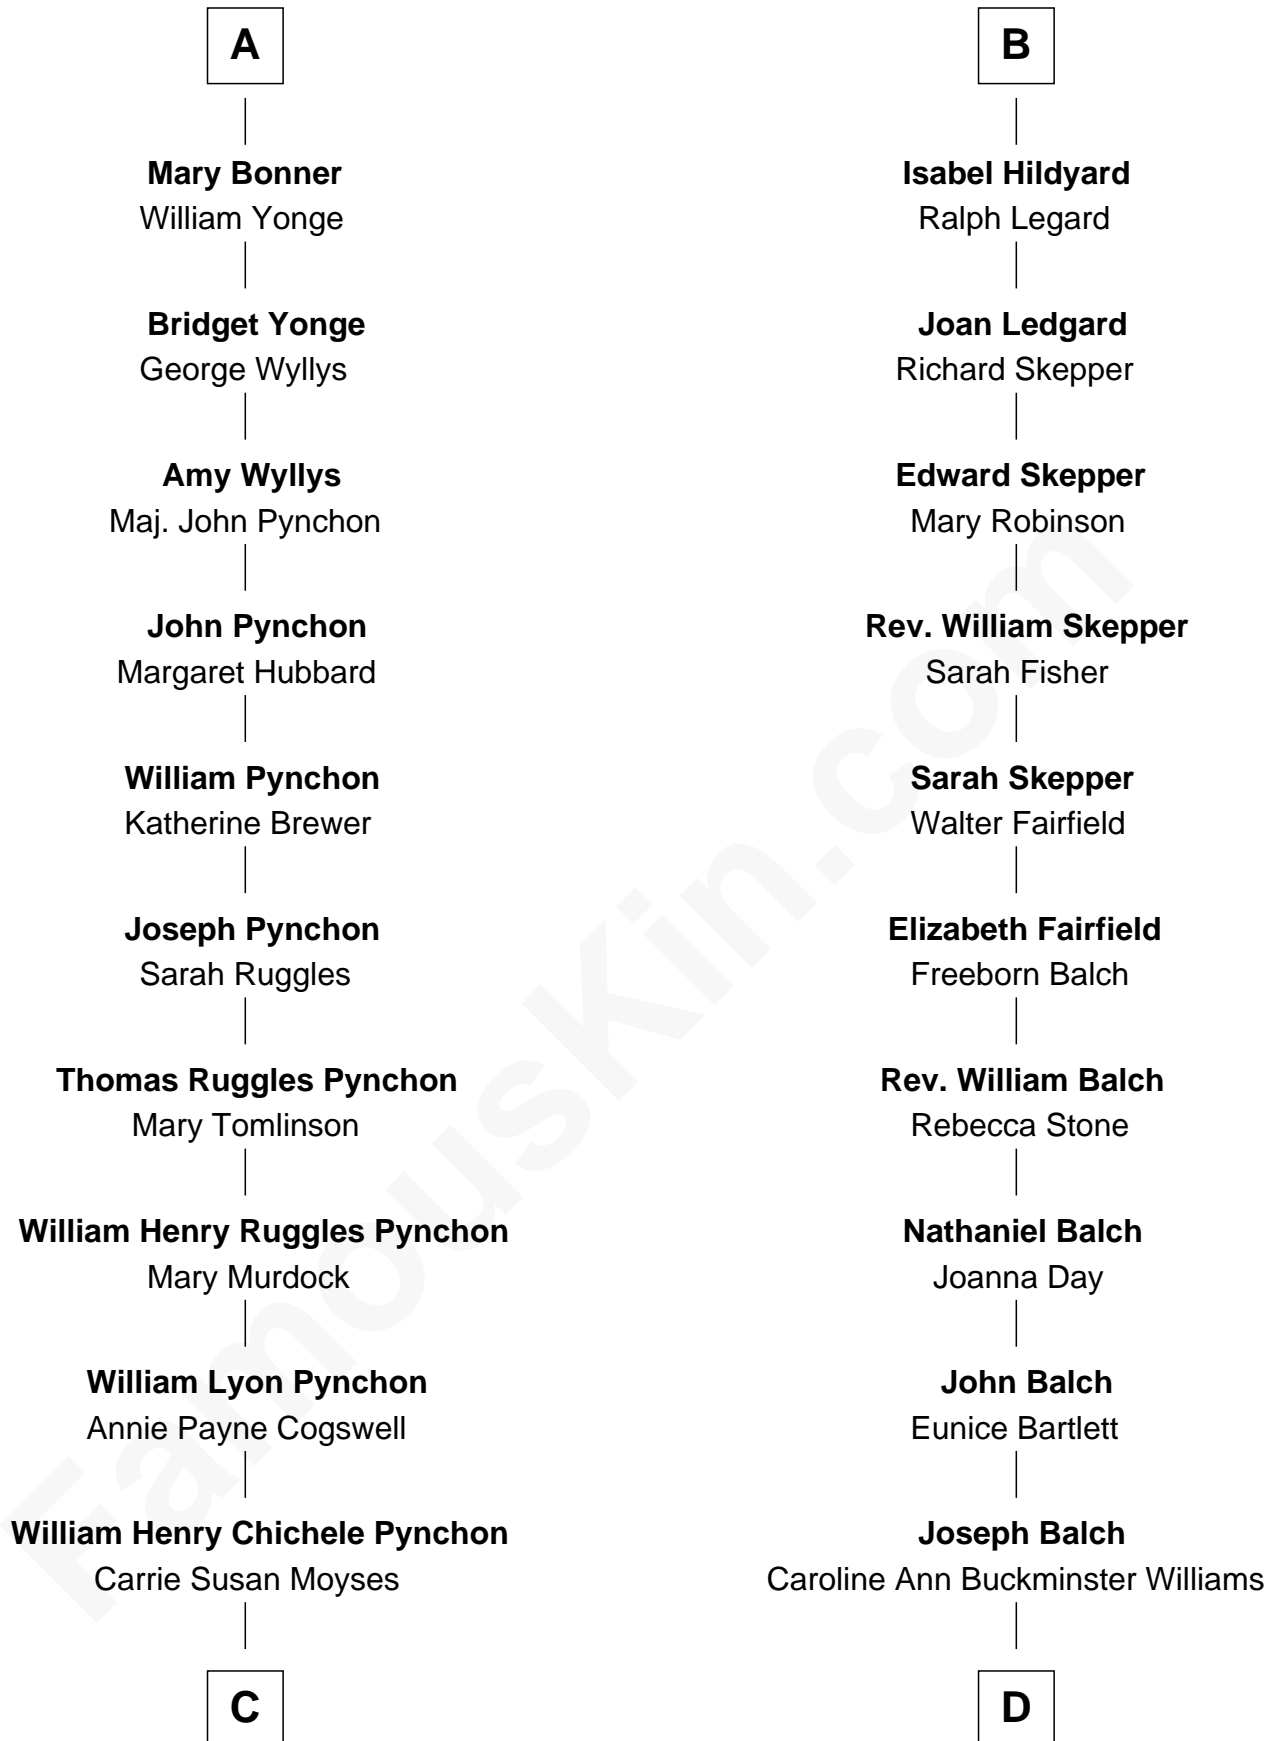 A
Mary Bonner
William Yonge
Bridget Yonge
George Wyllys
Amy Wyllys
Maj. John Pynchon
John Pynchon
Margaret Hubbard
William Pynchon
Katherine Brewer
Joseph Pynchon
Sarah Ruggles
Thomas Ruggles Pynchon
Mary Tomlinson
William Henry Ruggles Pynchon
Mary Murdock
William Lyon Pynchon
Annie Payne Cogswell
William Henry Chichele Pynchon
Carrie Susan Moyses
C
B
Isabel Hildyard
Ralph Legard
Joan Ledgard
Richard Skepper
Edward Skepper
Mary Robinson
Rev. William Skepper
Sarah Fisher
Sarah Skepper
Walter Fairfield
Elizabeth Fairfield
Freeborn Balch
Rev. William Balch
Rebecca Stone
Nathaniel Balch
Joanna Day
John Balch
Eunice Bartlett
Joseph Balch
Caroline Ann Buckminster Williams
D
FamousKin.com